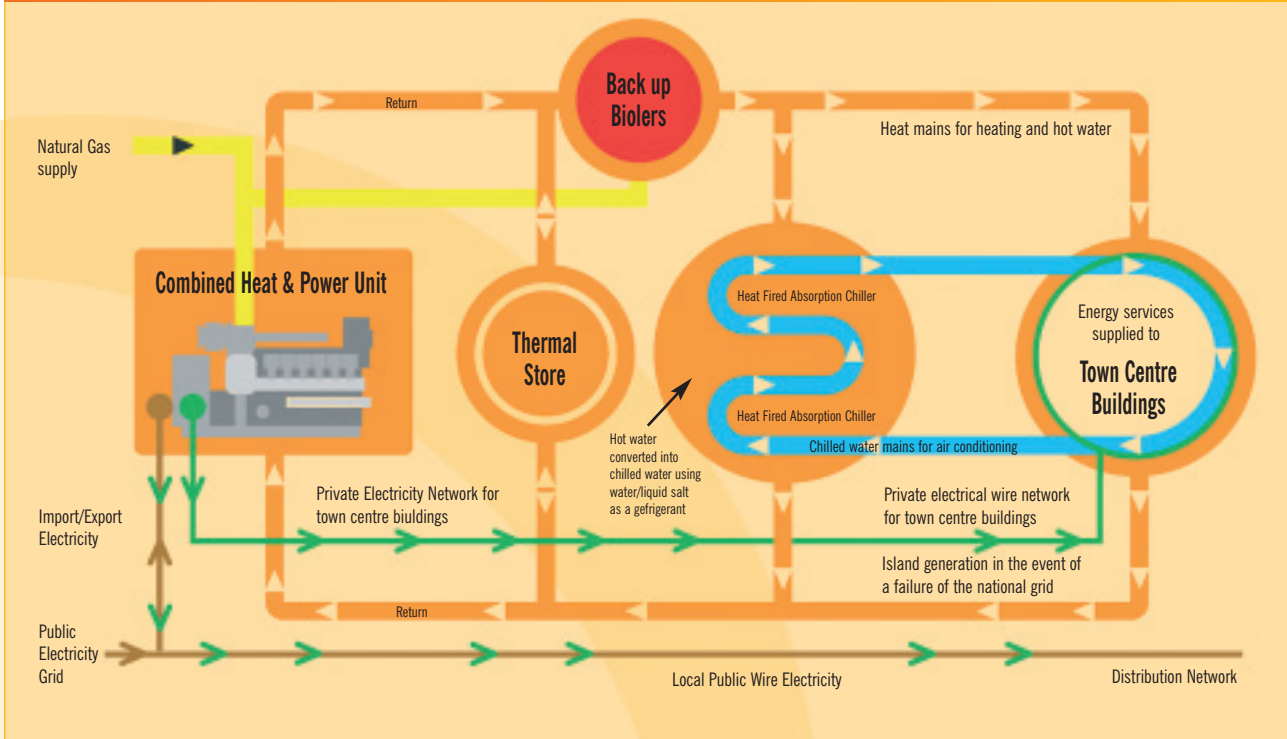 Back up
Biolers
Return
Heat mains for heating and hot water
Natural Gas
supply
Combined Heat & Power Unit
Thermal
Store
Heat Fired Absorption Chiller
Heat Fired Absorption Chiller
Energy services
supplied to
Town Centre
Buildings
Hot water
converted into
chilled water using
water/liquid salt
as a gefrigerant
Chilled water mains for air conditioning
Private Electricity Network for
town centre biuldings
Private electrical wire network
for town centre buildings
Import/Export
Electricity
Island generation in the event of
a failure of the national grid
Return
Public
Electricity
Grid
Local Public Wire Electricity
Distribution Network